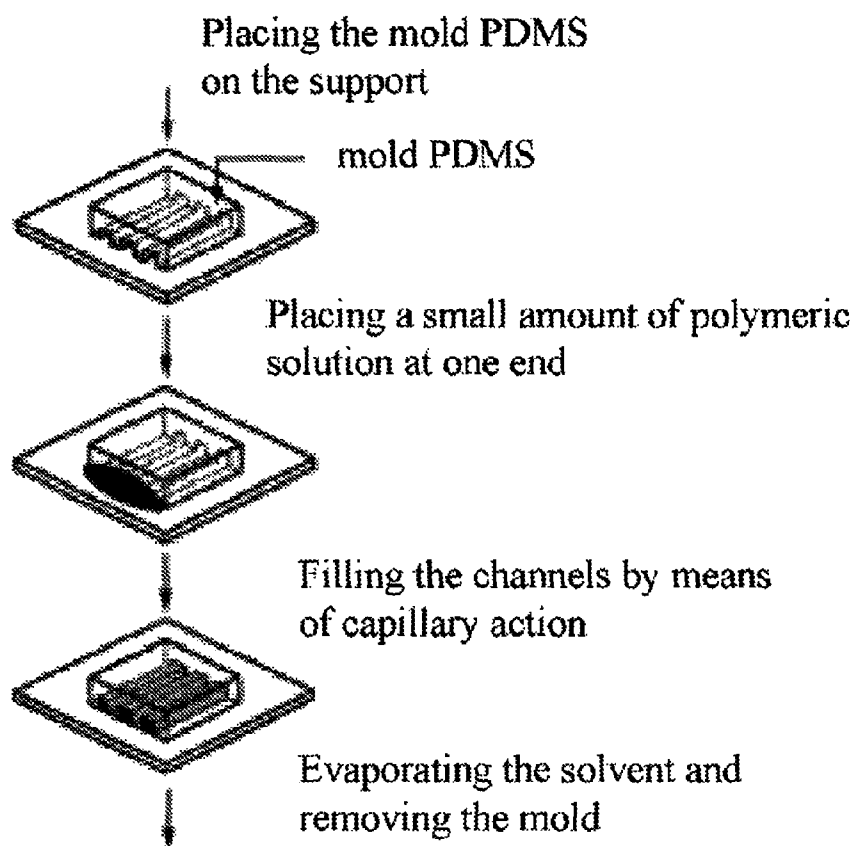 Placing the mold PDMS
on the support
mold PDMS
Placing a small amount of polymeric
solution at one end
Filling the channels by means
of capillary action
Evaporating the solvent and
removing the mold